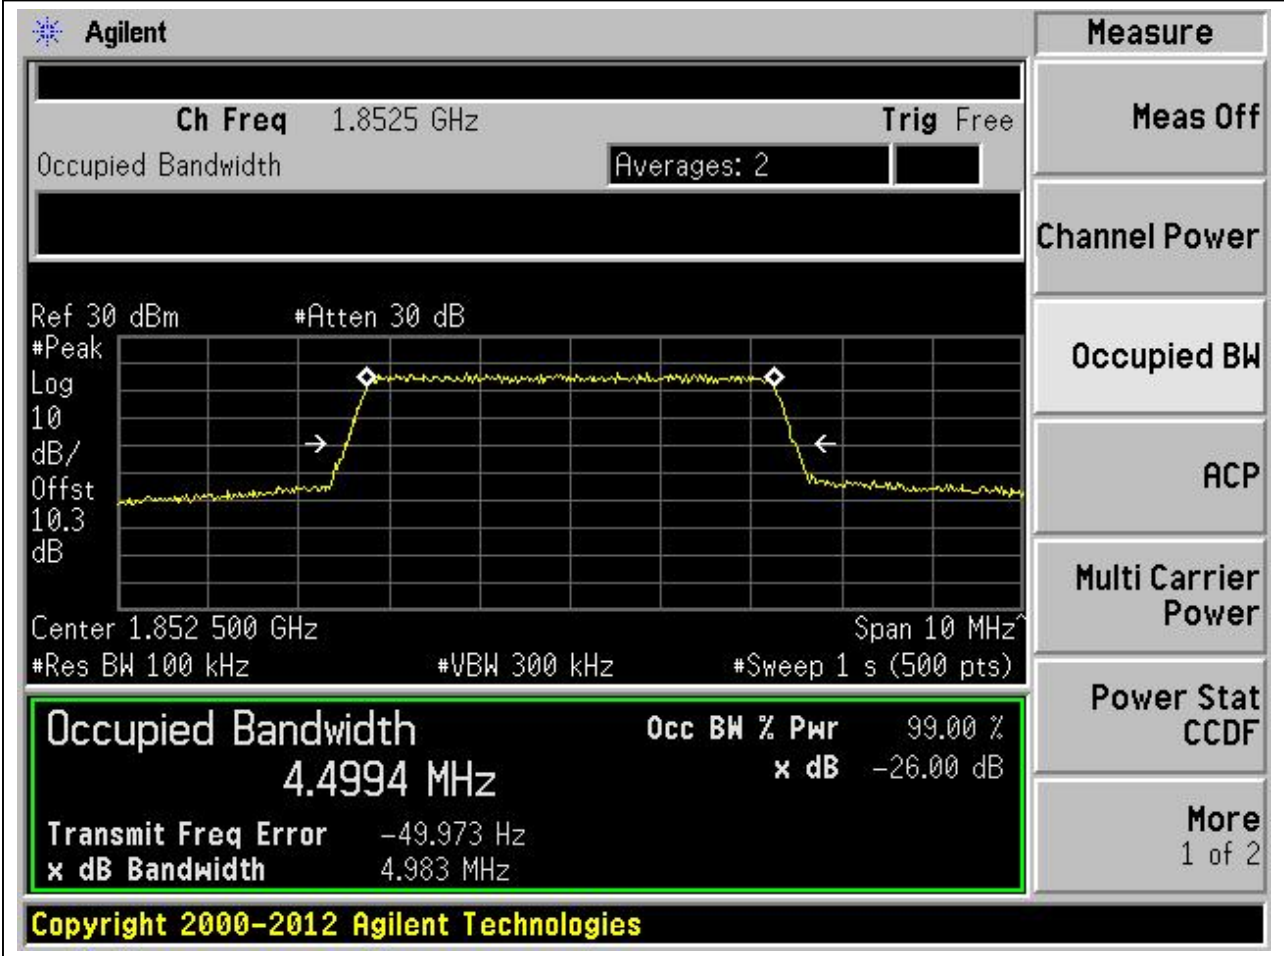 Agilent
Measure
Ch Freq 1.8525 GHz Trig Free
Occupied Bandwidth Averages: 2
Meas Off
Channel Power
Occupied BW
ACP
Multi Carrier
Power
Power Stat
CCDF
More
1 of 2
Ref 30 dBm #Atten 30 dB
#Peak
Log
10
dB/
Offst
10.3
dB
Center 1.852 500 GHz Span 10 MHz^
#Res BW 100 kHz #VBW 300 kHz #Sweep 1 s (500 pts)
Occupied Bandwidth Occ BW % Pwr 99.00 %
4.4994 MHz x dB -26.00 dB
Transmit Freq Error -49.973 Hz
x dB Bandwidth 4.983 MHz
Copyright 2000-2012 Agilent Technologies